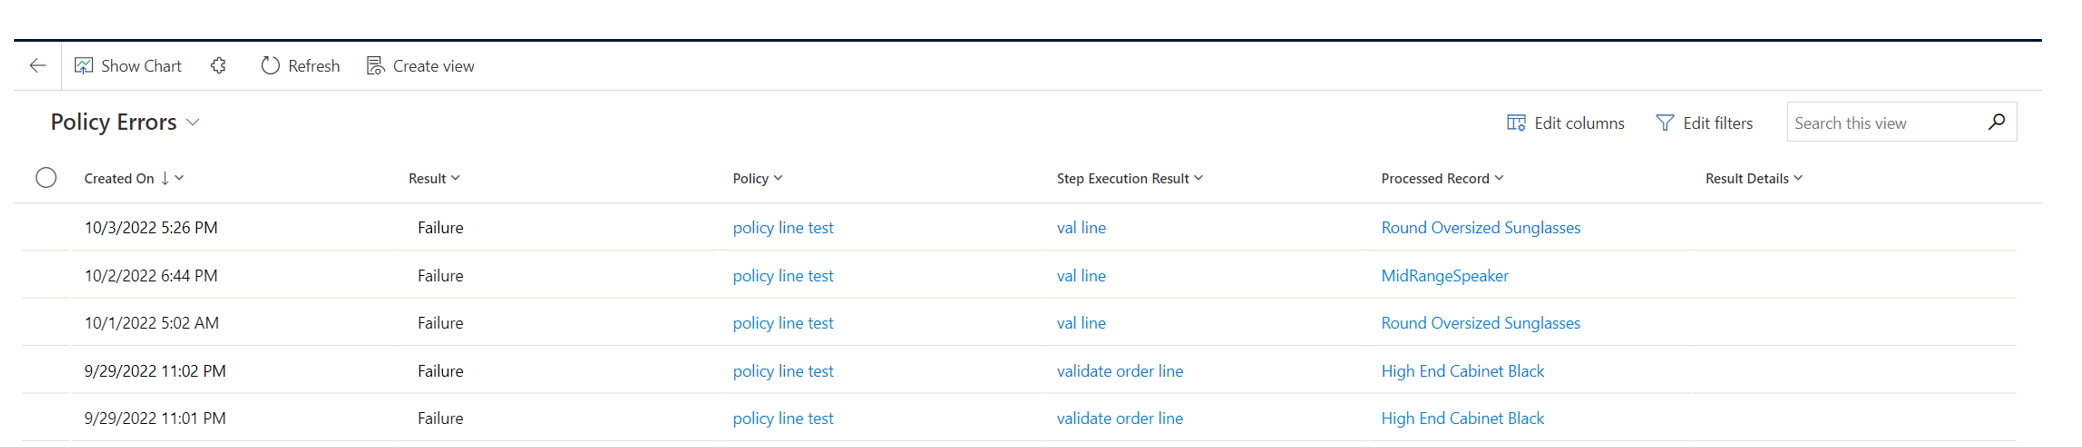 Show Chart Refresh Create view
Policy Errors Edit columns Edit filters Search this view
Created On Result Policy Step Execution Result Processed Record Result Details
10/3/2022 5:26 PM Failure policy line test val line Round Oversized Sunglasses
10/2/2022 6:44 PM Failure policy line test val line MidRangeSpeaker
10/1/2022 5:02 AM Failure policy line test val line Round Oversized Sunglasses
9/29/2022 11:02 PM Failure policy line test validate order line High End Cabinet Black
9/29/2022 11:01 PM Failure policy line test validate order line High End Cabinet Black